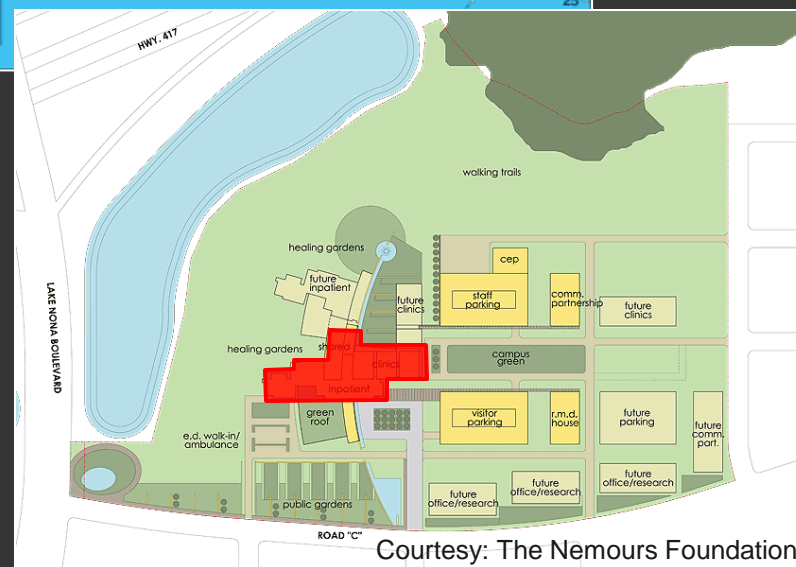 25
HWY. 417
walking trails
healing gardens
cep
future
inpatient
future
clinics
staff
parking
comm.
partnership
future
clinics
LAKE NONA BOULEVARD
healing gardens
shared
clinics
campus
green
inpatient
green
roof
e.d. walk-in/
ambulance
visitor
parking
r.m.d.
house
future
parking
future
comm.
part.
public gardens
future
office/research
future
office/research
future
office/research
ROAD "C"
Courtesy: The Nemours Foundation